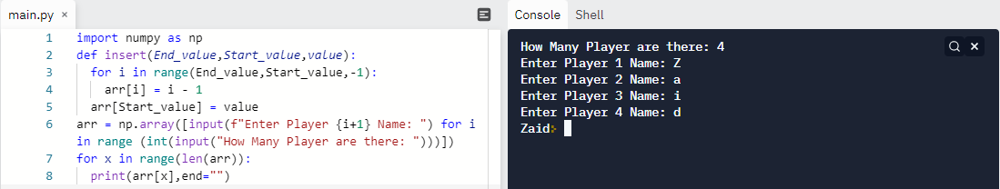 main.py ×
Console Shell
1 import numpy as np
2 def insert(End_value,Start_value,value):
3 for i in range(End_value,Start_value,-1):
4 arr[i] = i - 1
5 arr[Start_value] = value
6 arr = np.array([input(f"Enter Player {i+1} Name: ") for i
in range (int(input("How Many Player are there: ")))])
7 for x in range(len(arr)):
8 print(arr[x],end="")
How Many Player are there: 4
Enter Player 1 Name: Z
Enter Player 2 Name: a
Enter Player 3 Name: i
Enter Player 4 Name: d
Zaid